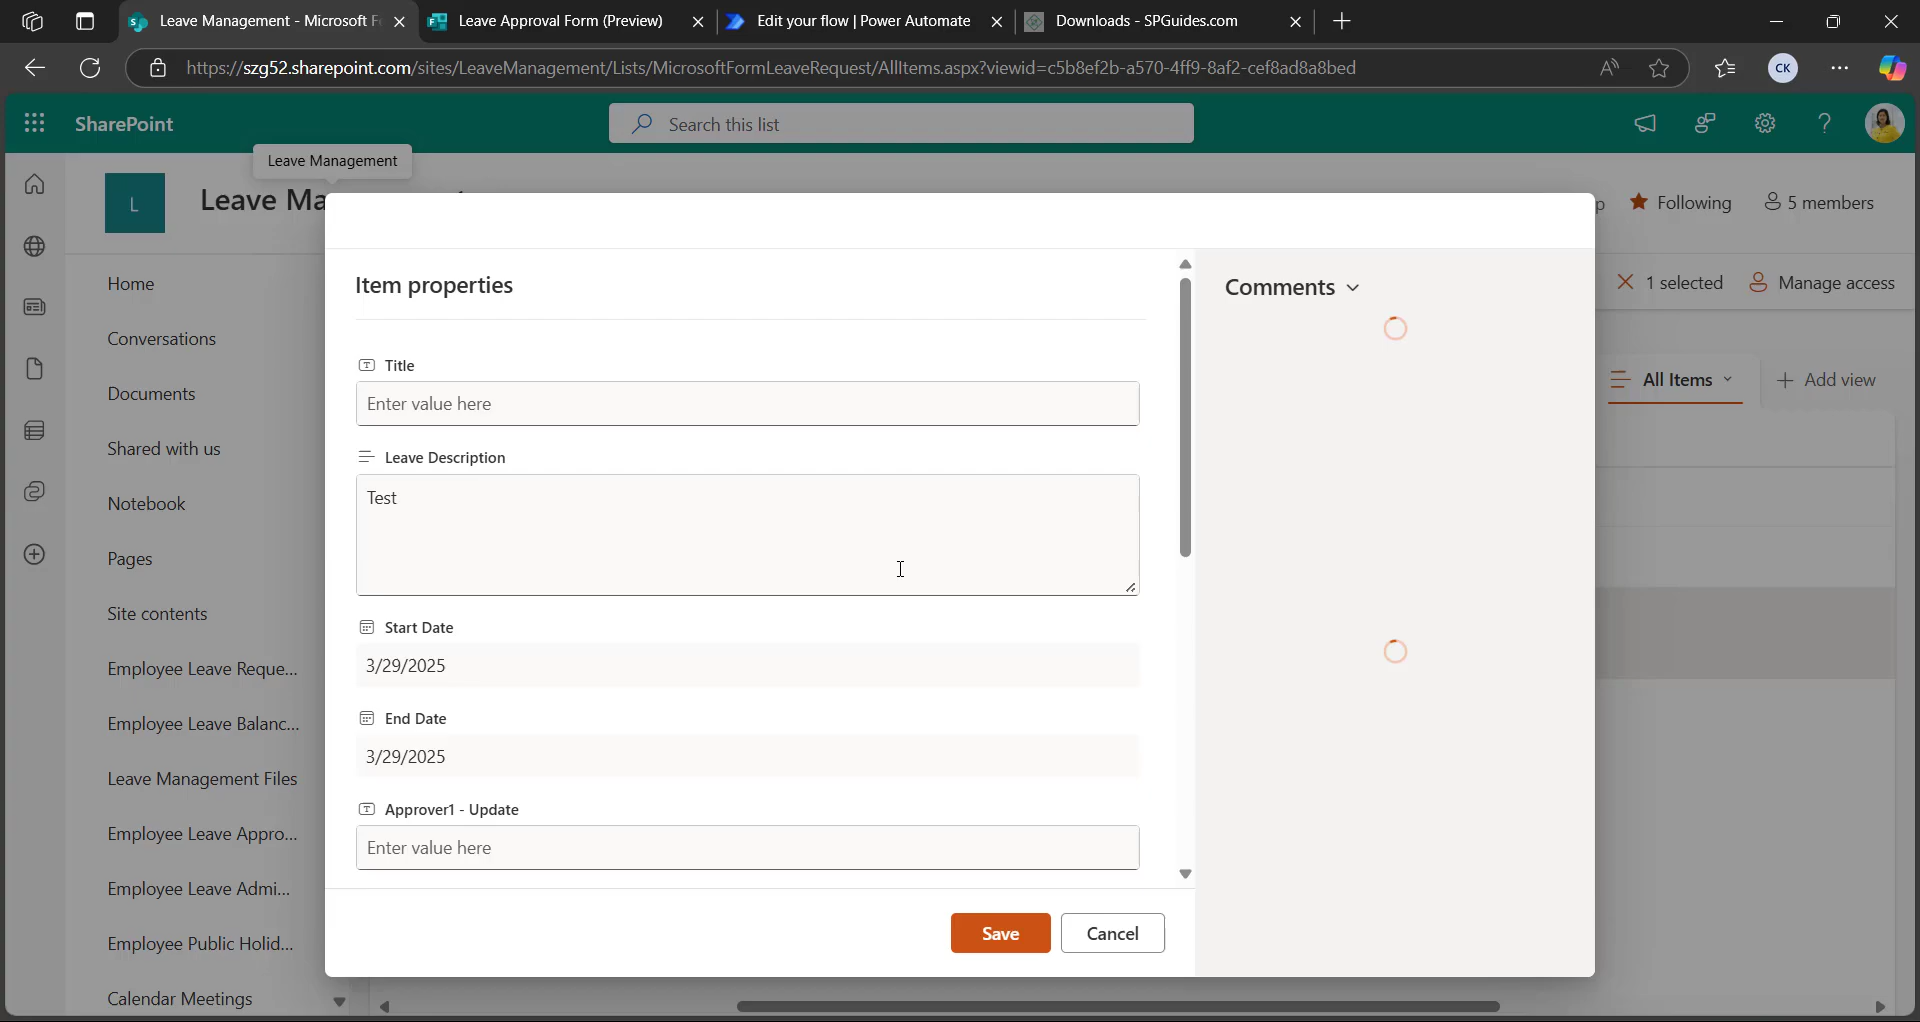 Leave Management - Microsoft F
Leave Approval Form (Preview)
Edit your flow | Power Automate
Downloads - SPGuides.com
https://szg52.sharepoint.com/sites/LeaveManagement/Lists/MicrosoftFormLeaveRequest/AllItems.aspx?viewid=c5b8ef2b-a570-4ff9-8af2-cef8ad8a8bed
CK
SharePoint
Search this list
Leave Management
L
Leave Ma
p
Following
5 members
1 selected
Manage access
All Items
Add view
Home
Conversations
Documents
Shared with us
Notebook
Pages
Site contents
Employee Leave Reque...
Employee Leave Balanc...
Leave Management Files
Employee Leave Appro...
Employee Leave Admi...
Employee Public Holid...
Calendar Meetings
Item properties
Title
Enter value here
Leave Description
Test
Start Date
3/29/2025
End Date
3/29/2025
Approver1 - Update
Enter value here
Save
Cancel
Comments